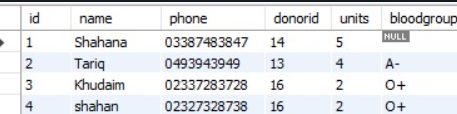 id name phone donorid units bloodgroup
1 Shahana 03387483847 14 5 NULL
2 Tariq 0493943949 13 4 A-
3 Khudaim 02337283728 16 2 O+
4 shahan 02327328738 16 2 O+